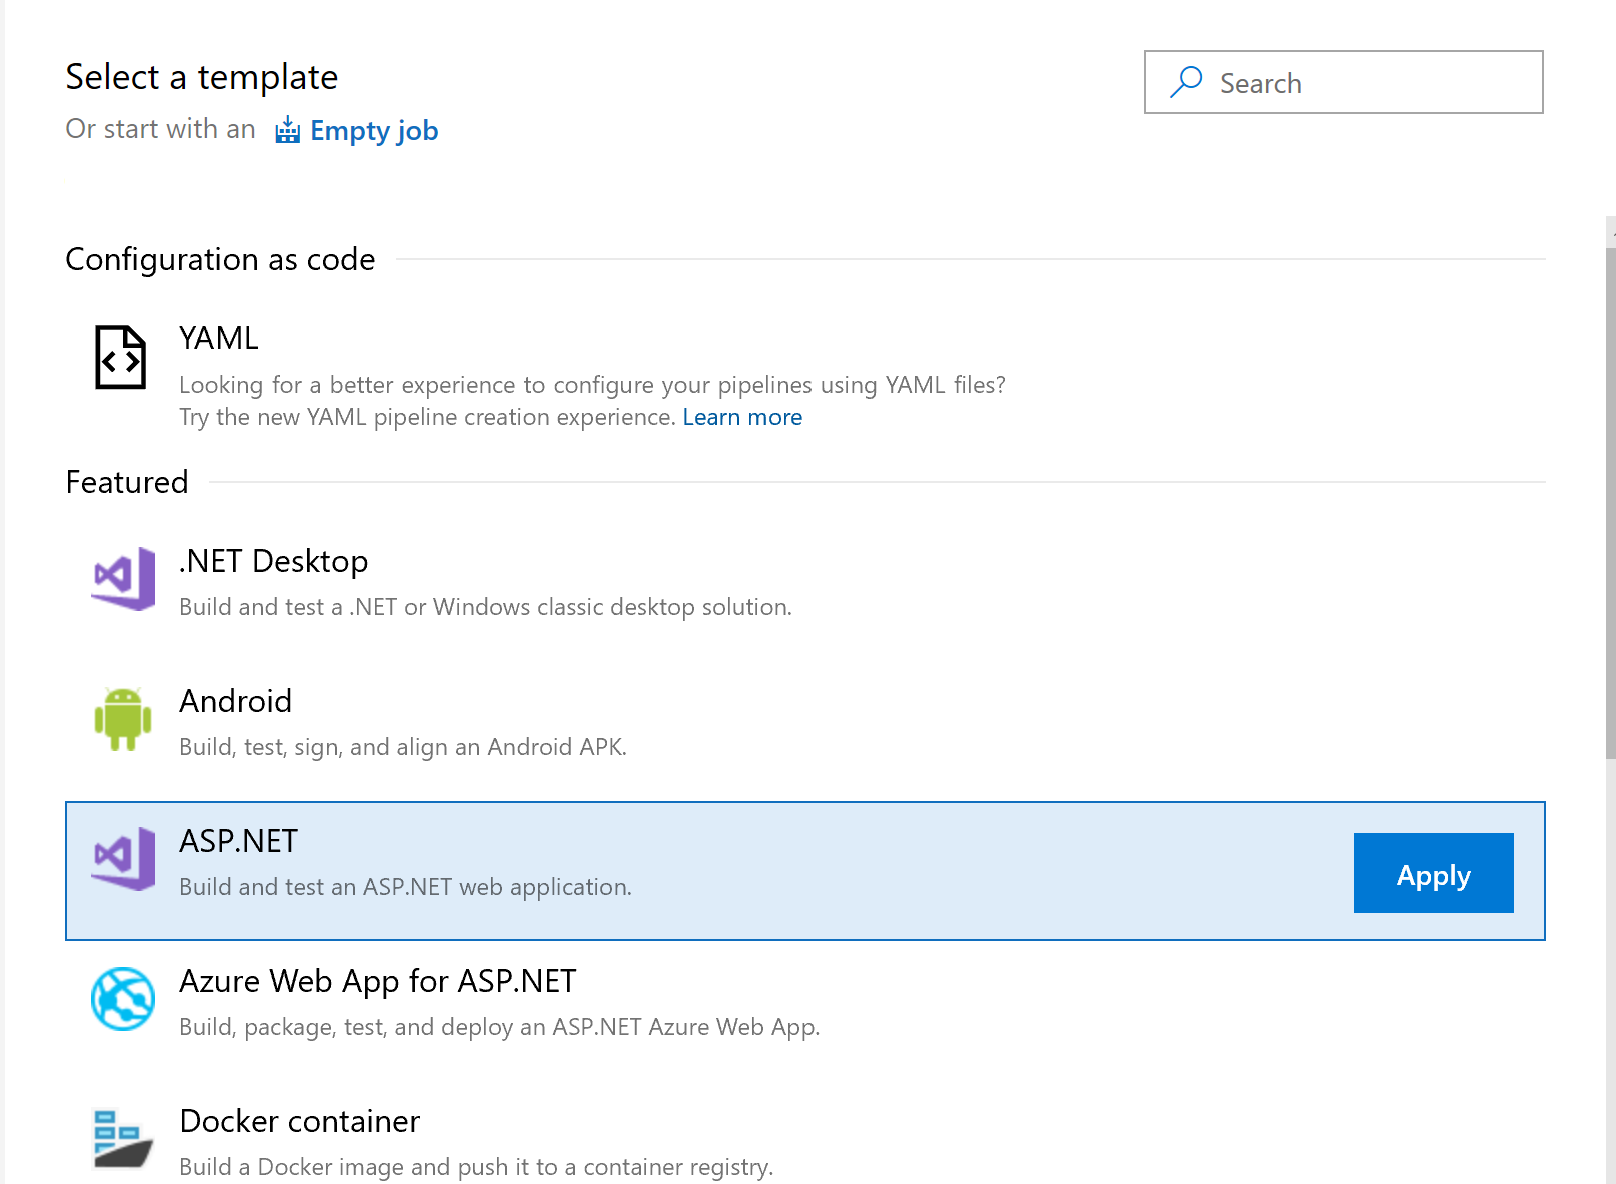 Select a template
Search
Or start with an Empty job
Configuration as code
YAML
Looking for a better experience to configure your pipelines using YAML files?
Try the new YAML pipeline creation experience. Learn more
Featured
.NET Desktop
Build and test a .NET or Windows classic desktop solution.
Android
Build, test, sign, and align an Android APK.
ASP.NET
Build and test an ASP.NET web application.
Apply
Azure Web App for ASP.NET
Build, package, test, and deploy an ASP.NET Azure Web App.
Docker container
Build a Docker image and push it to a container registry.